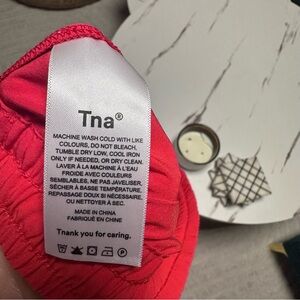 Tna®
MACHINE WASH COLD WITH LIKE
COLOURS, DO NOT BLEACH,
TUMBLE DRY LOW, COOL IRON
ONLY IF NEEDED, OR DRY CLEAN.
LAVER À LA MACHINE À L'EAU
FROIDE AVEC COULEURS
SEMBLABLES, NE PAS JAVELISER,
SÉCHER À BASSE TEMPÉRATURE,
REPASSAGE DOUX SI NÉCESSAIRE,
OU NETTOYER À SEC.
MADE IN CHINA
FABRIQUÉ EN CHINE
Thank you for caring.